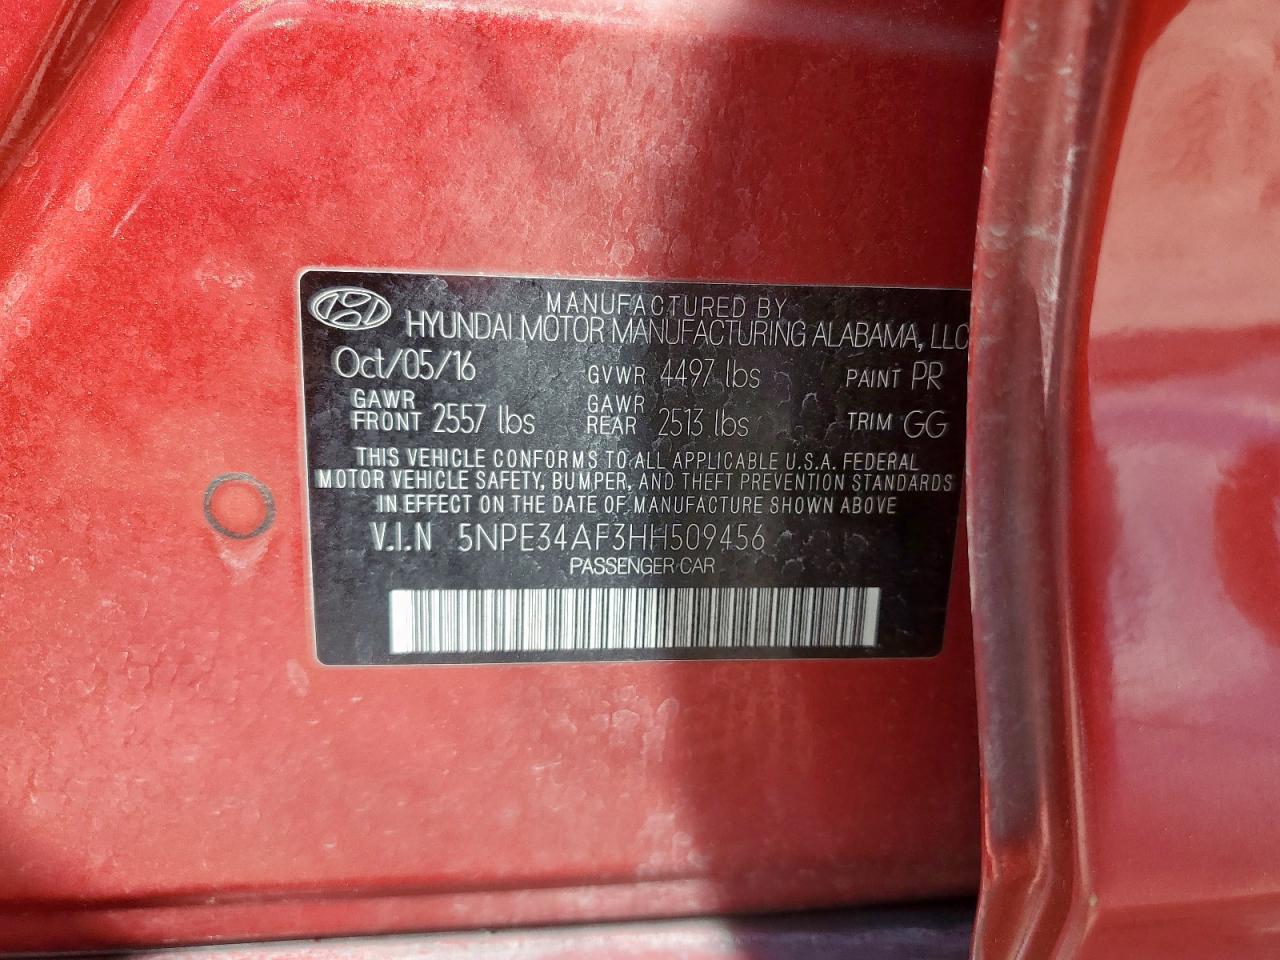 MANUFACTURED BY
HYUNDAI MOTOR MANUFACTURING ALABAMA, LLC
Oct/05/16 GVWR 4497 lbs PAINT PR
GAWR FRONT 2557 lbs GAWR REAR 2513 lbs TRIM GG
THIS VEHICLE CONFORMS TO ALL APPLICABLE U.S.A. FEDERAL
MOTOR VEHICLE SAFETY, BUMPER, AND THEFT PREVENTION STANDARDS
IN EFFECT ON THE DATE OF MANUFACTURE SHOWN ABOVE
V.I.N 5NPE34AF3HH509456
PASSENGER CAR